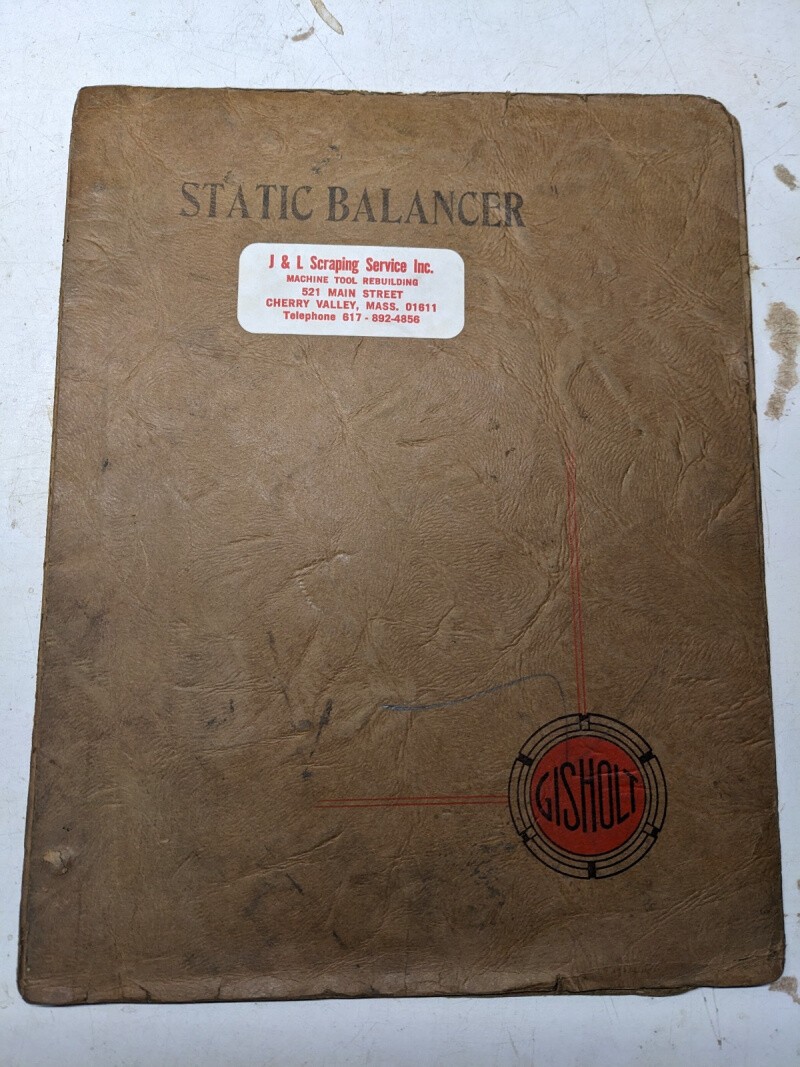 STATIC BALANCER
J & L Scraping Service Inc.
MACHINE TOOL REBUILDING
521 MAIN STREET
CHERRY VALLEY, MASS. 01611
Telephone 617 - 892-4856
GISHOLT